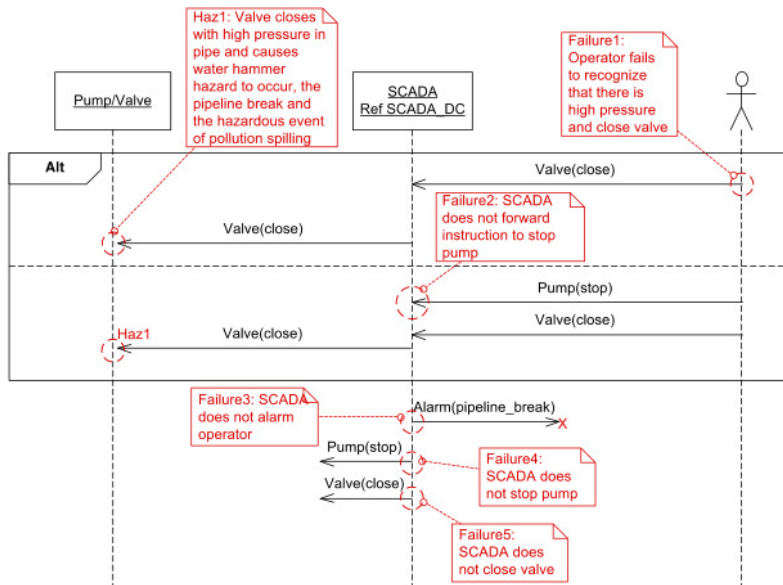 Haz1: Valve closes
with high pressure in
pipe and causes
water hammer
hazard to occur, the
pipeline break and
the hazardous event
of pollution spilling
Failure1:
Operator fails
to recognize
that there is
high pressure
and close valve
Pump/Valve
SCADA
Ref SCADA_DC
Alt
Valve(close)
Failure2: SCADA
does not forward
instruction to stop
pump
Valve(close)
Pump(stop)
Valve(close)
Haz1
Valve(close)
Failure3: SCADA
does not alarm
operator
Alarm(pipeline_break)
X
Pump(stop)
Failure4:
SCADA does
not stop pump
Valve(close)
Failure5:
SCADA does
not close valve